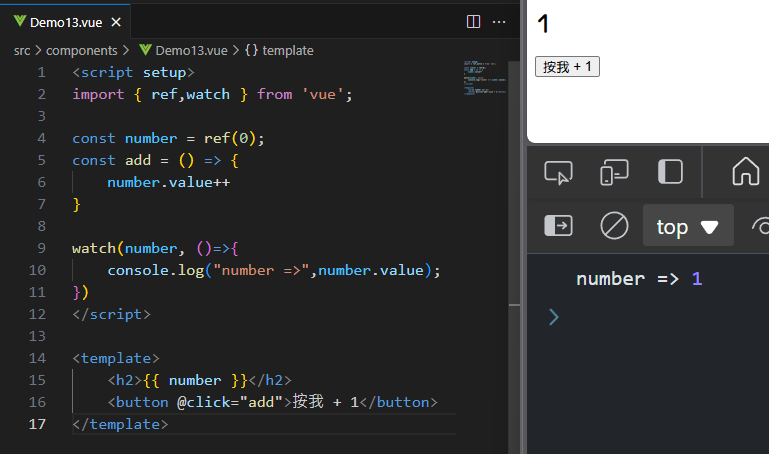 Demo13.vue
src > components > Demo13.vue > {} template
1 <script setup>
2 import { ref,watch } from 'vue';
3
4 const number = ref(0);
5 const add = () => {
6 number.value++
7 }
8
9 watch(number, ()=>{
10 console.log("number =>",number.value);
11 })
12 </script>
13
14 <template>
15 <h2>{{ number }}</h2>
16 <button @click="add">按我 + 1</button>
17 </template>
1
按我 + 1
top
number => 1